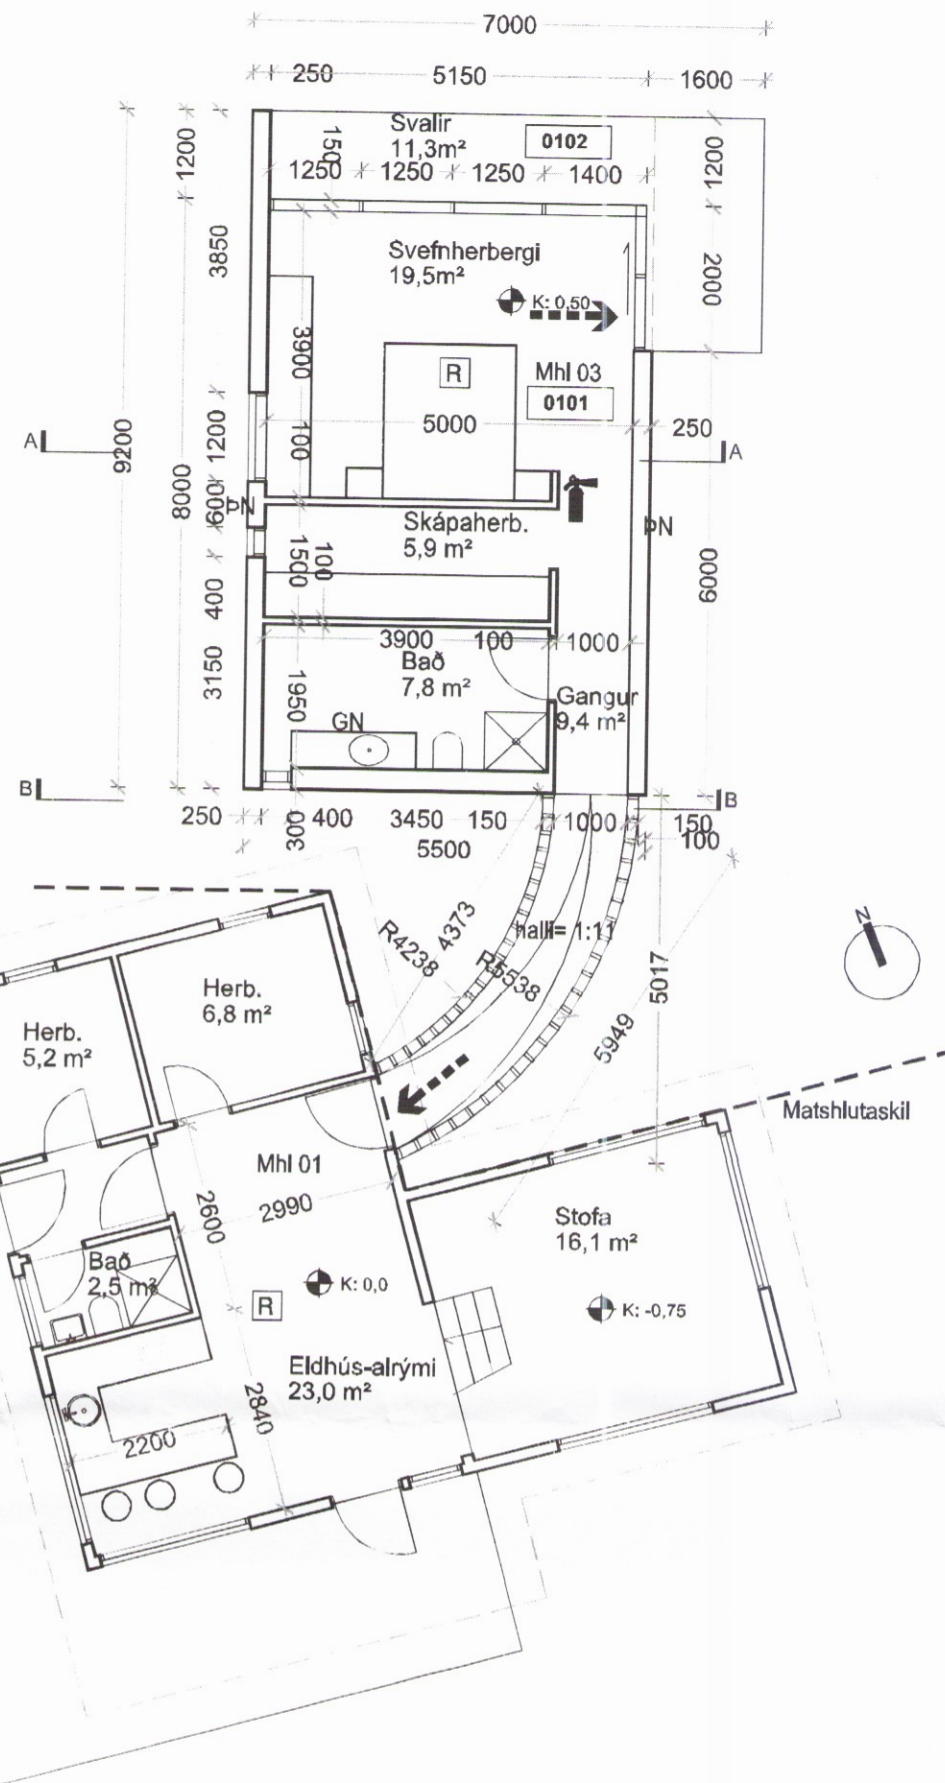 7000
250 5150 1600
Svalir
11,3m²
0102
150
1250 1250 1250 1400
1200
1200
3850
2000
Svefnherbergi
19,5m²
K: 0,50
3900
R
Mhl 03
0101
5000
250
100
A
A
9200
8000
1200
600
ÞN
ÞN
Skápaherb.
5,9 m²
1500
100
400
6000
3900 100 1000
Bað
7,8 m²
3150
1950
Gangur
9,4 m²
GN
B
B
250 400 3450 150 1000 150
300
5500
100
R4238
4373
halli= 1:11
R5538
5017
5949
N
Herb.
6,8 m²
Herb.
5,2 m²
Matshlutaskil
Mhl 01
2600
2990
Stofa
16,1 m²
Bað
2,5 m²
K: 0,0
R
K: -0,75
Eldhús-alrými
23,0 m²
2840
2200